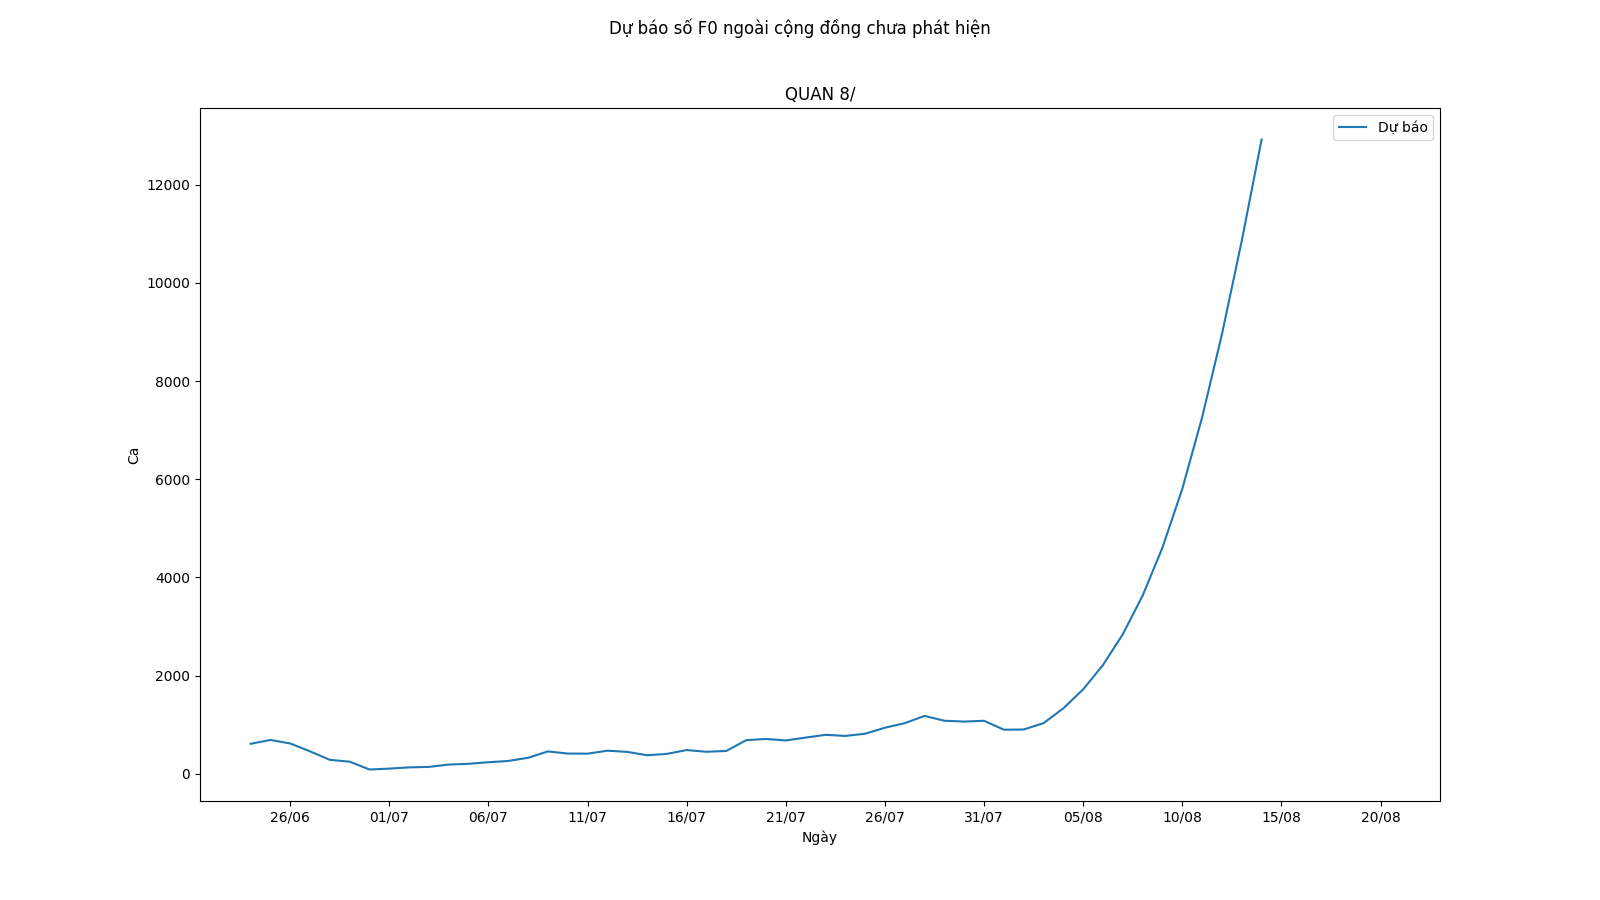 Dự báo số F0 ngoài cộng đồng chưa phát hiện
QUAN 8/
Dự báo
12000
10000
8000
6000
4000
2000
0
Ca
26/06 01/07 06/07 11/07 16/07 21/07 26/07 31/07 05/08 10/08 15/08 20/08
Ngày